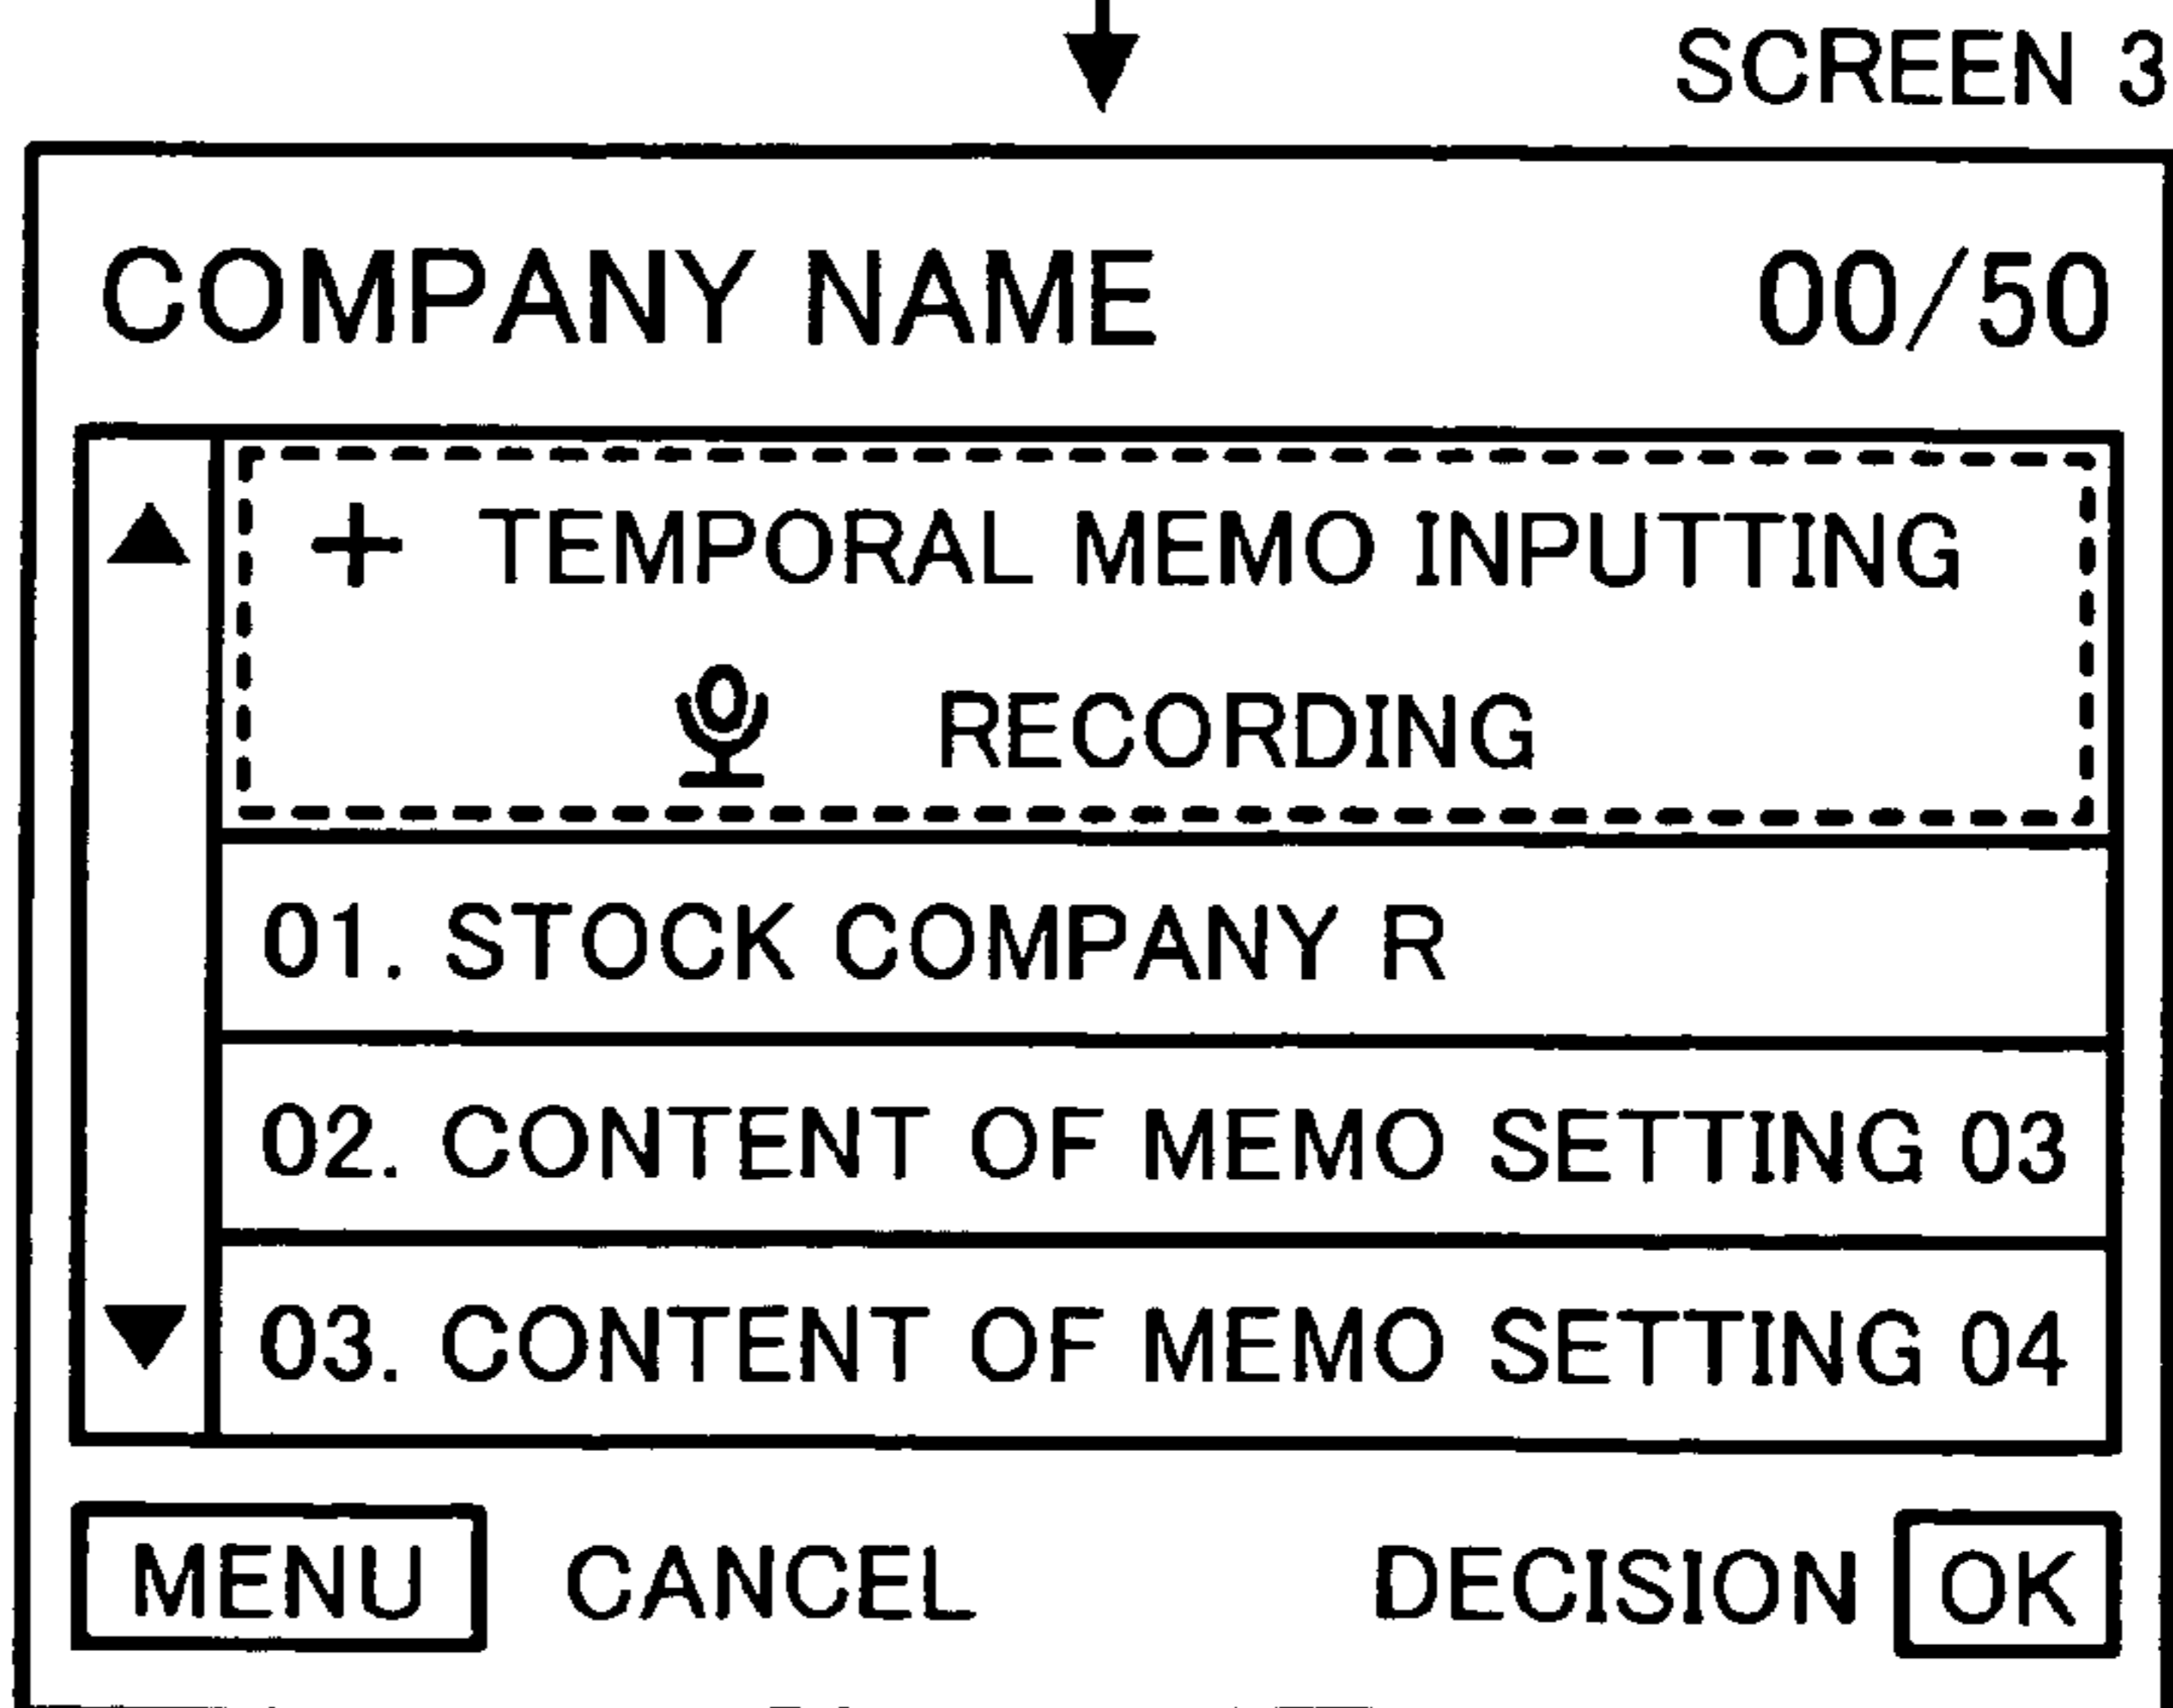 SCREEN 3
COMPANY NAME 00/50
+ TEMPORAL MEMO INPUTTING
RECORDING
01. STOCK COMPANY R
02. CONTENT OF MEMO SETTING 03
03. CONTENT OF MEMO SETTING 04
MENU CANCEL DECISION OK